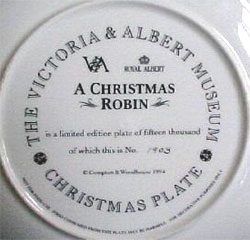 THE VICTORIA & ALBERT MUSEUM
V&A
ROYAL ALBERT
A CHRISTMAS
ROBIN
is a limited edition plate of fifteen thousand
of which this is No. 1903
© Compton & Woodhouse 1994
CHRISTMAS PLATE